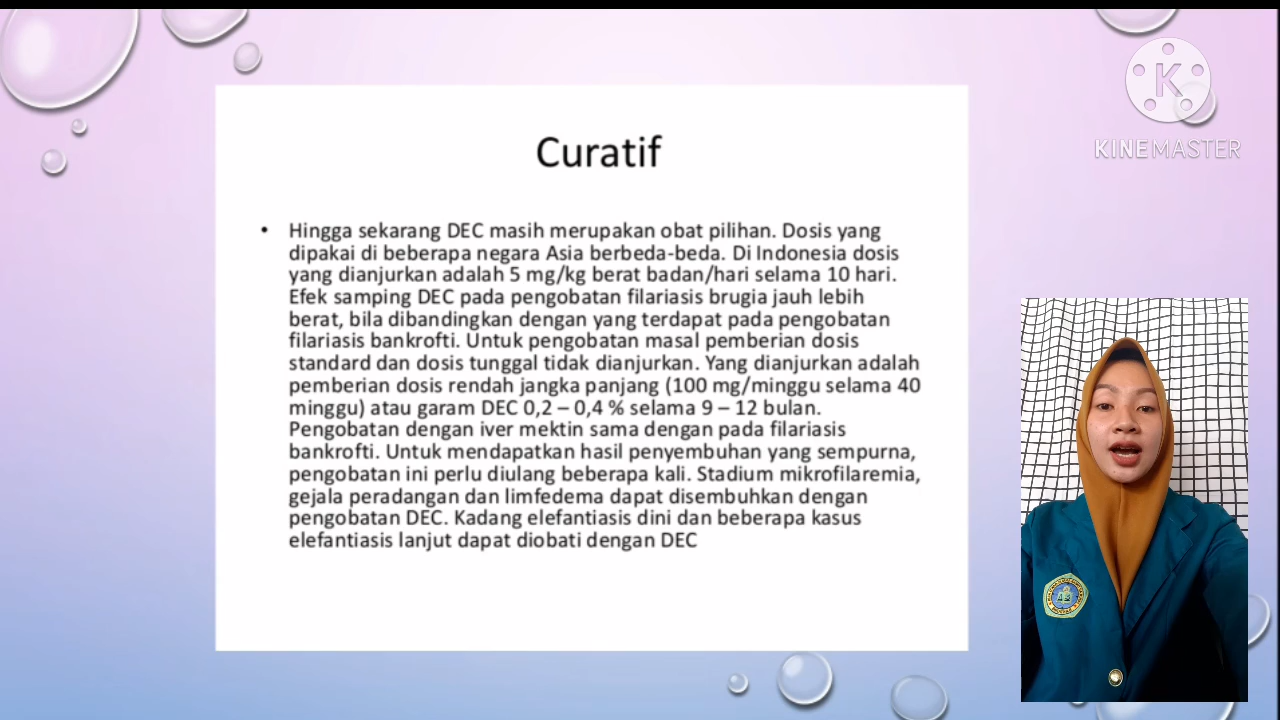 Curatif
• Hingga sekarang DEC masih merupakan obat pilihan. Dosis yang
dipakai di beberapa negara Asia berbeda-beda. Di Indonesia dosis
yang dianjurkan adalah 5 mg/kg berat badan/hari selama 10 hari.
Efek samping DEC pada pengobatan filariasis brugia jauh lebih
berat, bila dibandingkan dengan yang terdapat pada pengobatan
filariasis bankrofti. Untuk pengobatan masal pemberian dosis
standard dan dosis tunggal tidak dianjurkan. Yang dianjurkan adalah
pemberian dosis rendah jangka panjang (100 mg/minggu selama 40
minggu) atau garam DEC 0,2 – 0,4 % selama 9 – 12 bulan.
Pengobatan dengan iver mektin sama dengan pada filariasis
bankrofti. Untuk mendapatkan hasil penyembuhan yang sempurna,
pengobatan ini perlu diulang beberapa kali. Stadium mikrofilaremia,
gejala peradangan dan limfedema dapat disembuhkan dengan
pengobatan DEC. Kadang elefantiasis dini dan beberapa kasus
elefantiasis lanjut dapat diobati dengan DEC
K
KINEMASTER